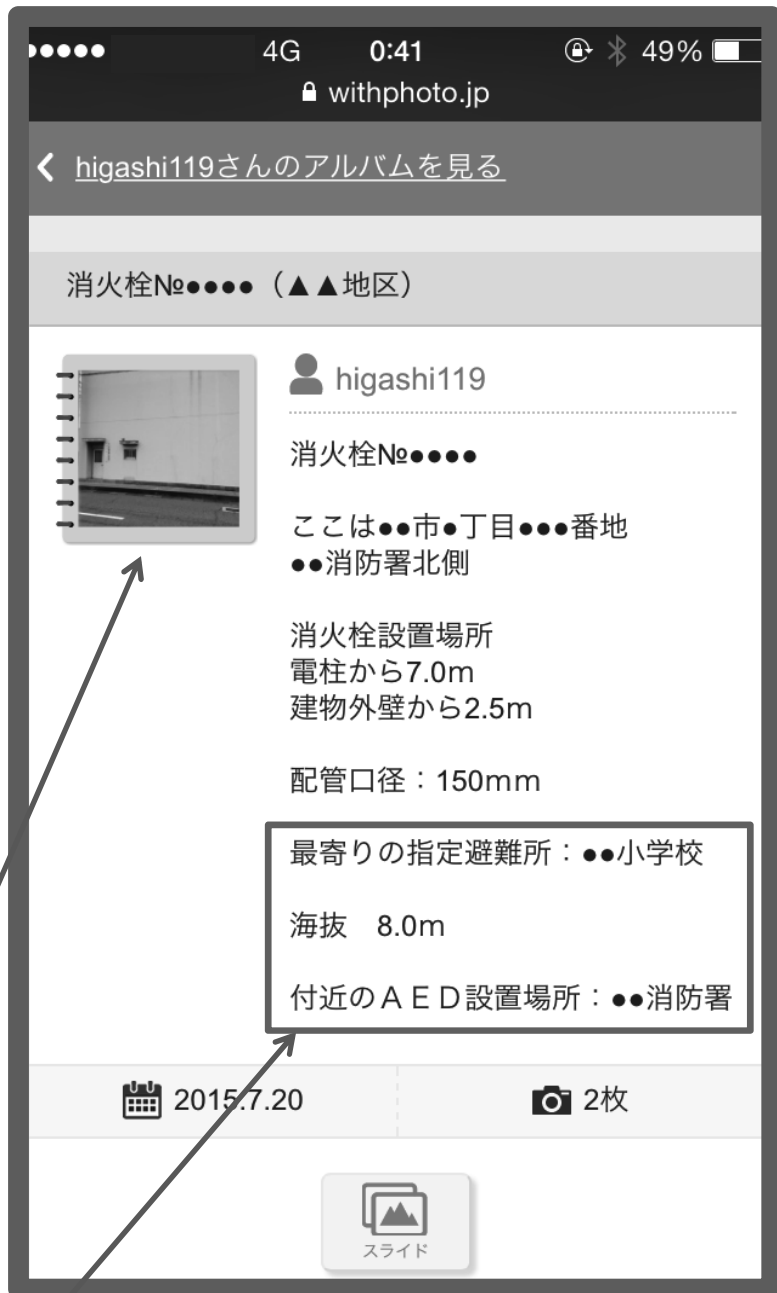 ●●●●● 4G 0:41 49%
withphoto.jp
higashi119さんのアルバムを見る
消火栓№●●●●（▲▲地区）
higashi119
消火栓№●●●●
ここは●●市●丁目●●●番地
●●消防署北側
消火栓設置場所
電柱から7.0m
建物外壁から2.5m
配管口径：150mm
最寄りの指定避難所：●●小学校
海抜　8.0m
付近のＡＥＤ設置場所：●●消防署
2015.7.20 2枚
スライド